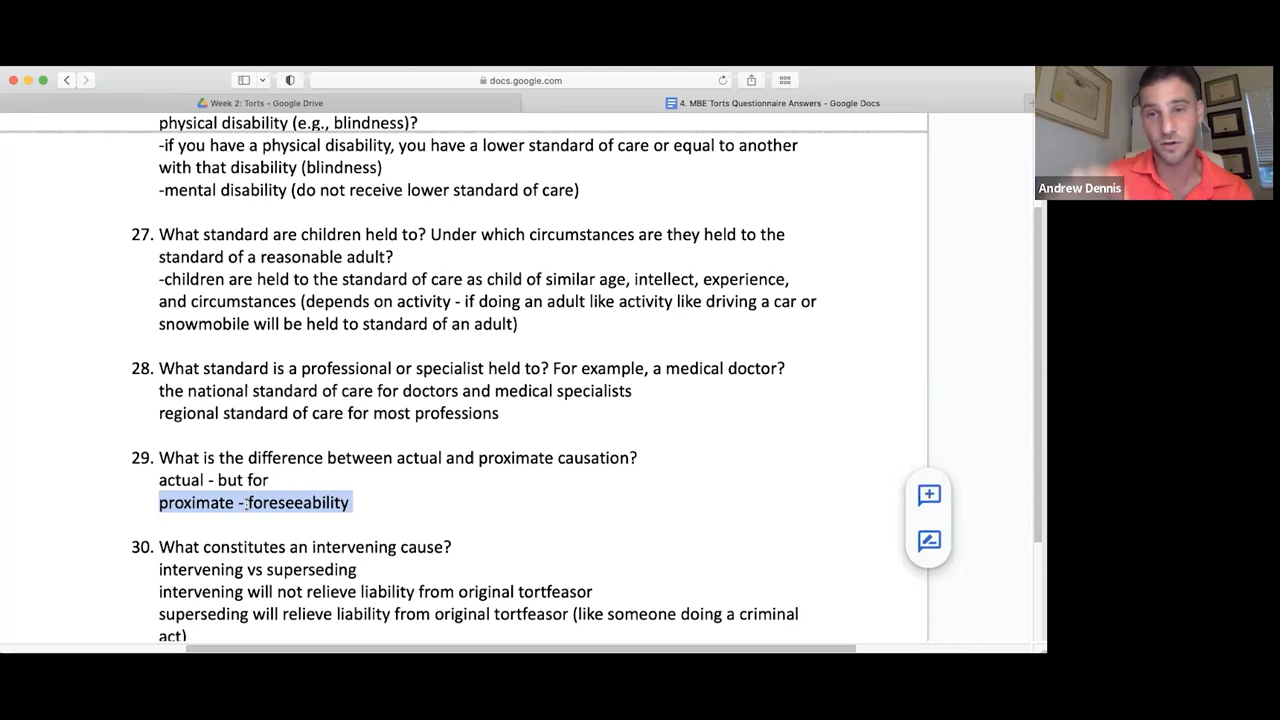 docs.google.com
Week 2: Torts - Google Drive
4. MBE Torts Questionnaire Answers - Google Docs
Andrew Dennis
physical disability (e.g., blindness)?
-if you have a physical disability, you have a lower standard of care or equal to another
with that disability (blindness)
-mental disability (do not receive lower standard of care)
27. What standard are children held to? Under which circumstances are they held to the
standard of a reasonable adult?
-children are held to the standard of care as child of similar age, intellect, experience,
and circumstances (depends on activity - if doing an adult like activity like driving a car or
snowmobile will be held to standard of an adult)
28. What standard is a professional or specialist held to? For example, a medical doctor?
the national standard of care for doctors and medical specialists
regional standard of care for most professions
29. What is the difference between actual and proximate causation?
actual - but for
proximate - foreseeability
30. What constitutes an intervening cause?
intervening vs superseding
intervening will not relieve liability from original tortfeasor
superseding will relieve liability from original tortfeasor (like someone doing a criminal
act)